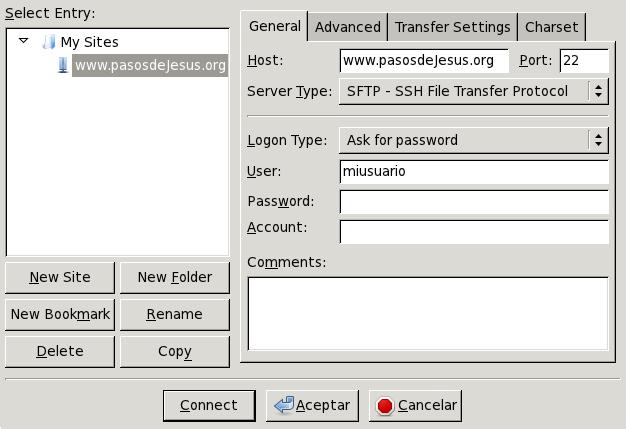 Select Entry:
My Sites
www.pasosdeJesus.org
New Site
New Folder
New Bookmark
Rename
Delete
Copy
General
Advanced
Transfer Settings
Charset
Host:
www.pasosdeJesus.org
Port:
22
Server Type:
SFTP - SSH File Transfer Protocol
Logon Type:
Ask for password
User:
miusuario
Password:
Account:
Comments:
Connect
Aceptar
Cancelar